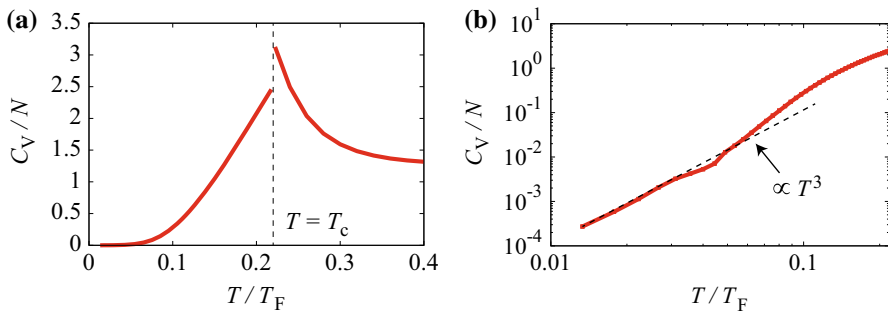 (a)
3.5
3
2.5
2
1.5
1
0.5
0
C_V / N
T = T_c
0
0.1
0.2
0.3
0.4
T / T_F
(b)
10^1
10^0
10^-1
10^-2
10^-3
10^-4
C_V / N
∝ T^3
0.01
0.1
T / T_F